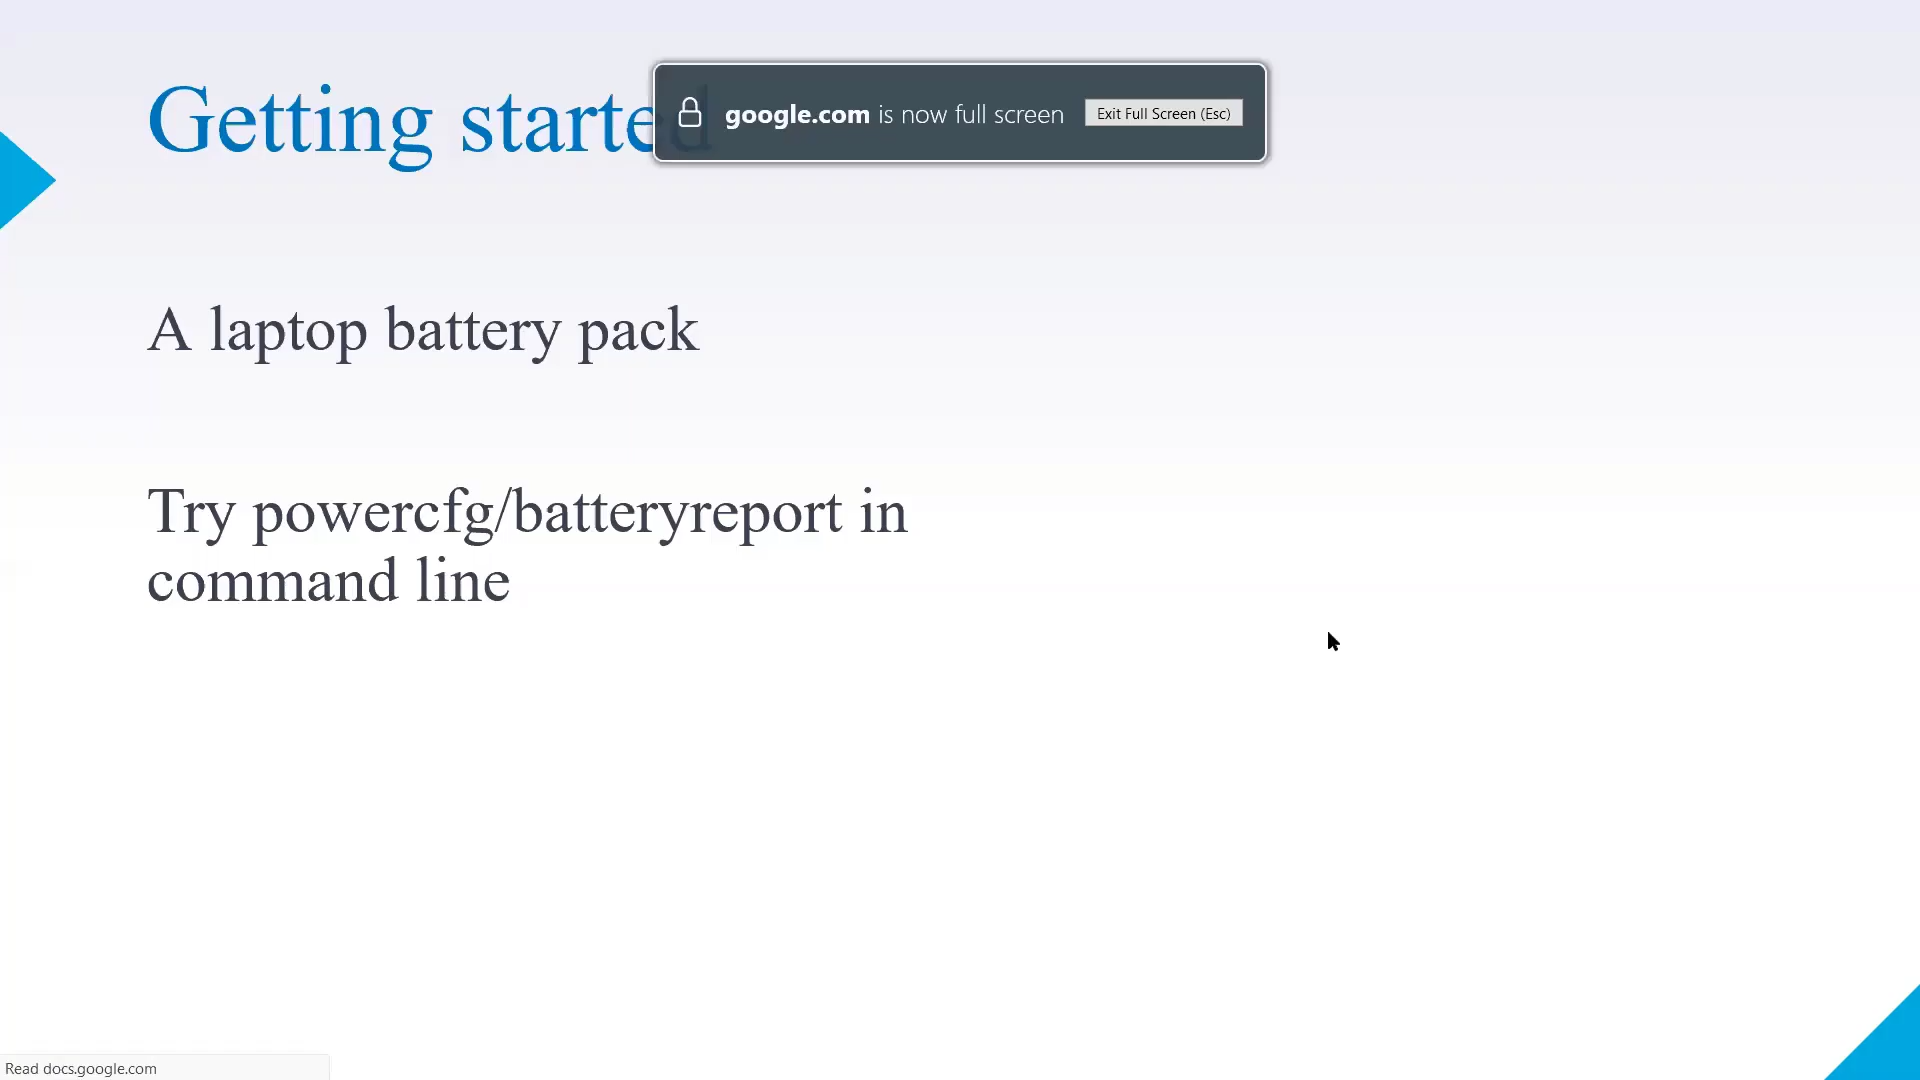 Getting started
google.com is now full screen
Exit Full Screen (Esc)
A laptop battery pack
Try powercfg/batteryreport in
command line
Read docs.google.com